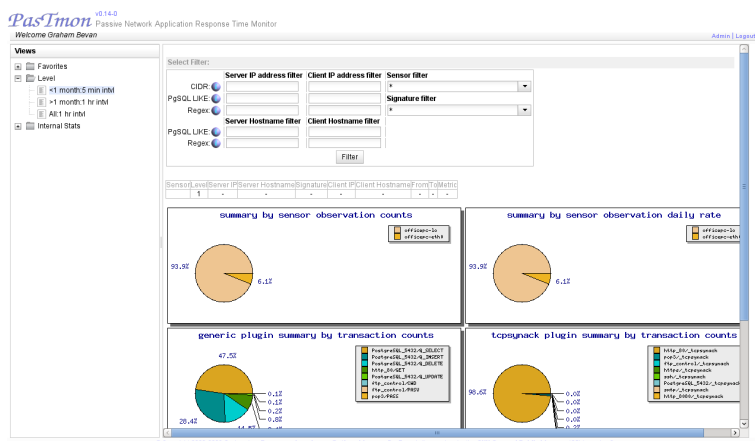 PasTmon v0.14-0 Passive Network Application Response Time Monitor
Welcome Graham Bevan
Admin | Logout
Views
Favorites
Level
<1 month:5 min intvl
>1 month:1 hr intvl
All:1 hr intvl
Internal Stats
Select Filter:
Server IP address filter Client IP address filter Sensor filter
CIDR: *
PgSQL LIKE: Signature filter
Regex: *
Server Hostname filter Client Hostname filter
PgSQL LIKE:
Regex:
Filter
Sensor Level Server IP Server Hostname Signature Client IP Client Hostname From To Metric
1 - - - - - - - -
summary by sensor observation counts
officepc-lo
officepc-eth0
93.9%
6.1%
summary by sensor observation daily rate
officepc-lo
officepc-eth
93.9%
6.1%
generic plugin summary by transaction counts
PostgreSQL_5432/Q_SELECT
PostgreSQL_5432/Q_INSERT
PostgreSQL_5432/Q_DELETE
http_80/GET
PostgreSQL_5432/Q_UPDATE
ftp_control/CWD
ftp_control/PASV
pop3/PASS
47.5%
0.1%
0.1%
0.2%
0.8%
28.4%
tcpsynack plugin summary by transaction counts
http_80/_tcpsynack
pop3/_tcpsynack
ftp_control/_tcpsynack
https/_tcpsynack
ssh/_tcpsynack
PostgreSQL_5432/_tcpsynack
smtp/_tcpsynack
http_8080/_tcpsynack
98.6%
0.0%
0.0%
0.0%
0.2%